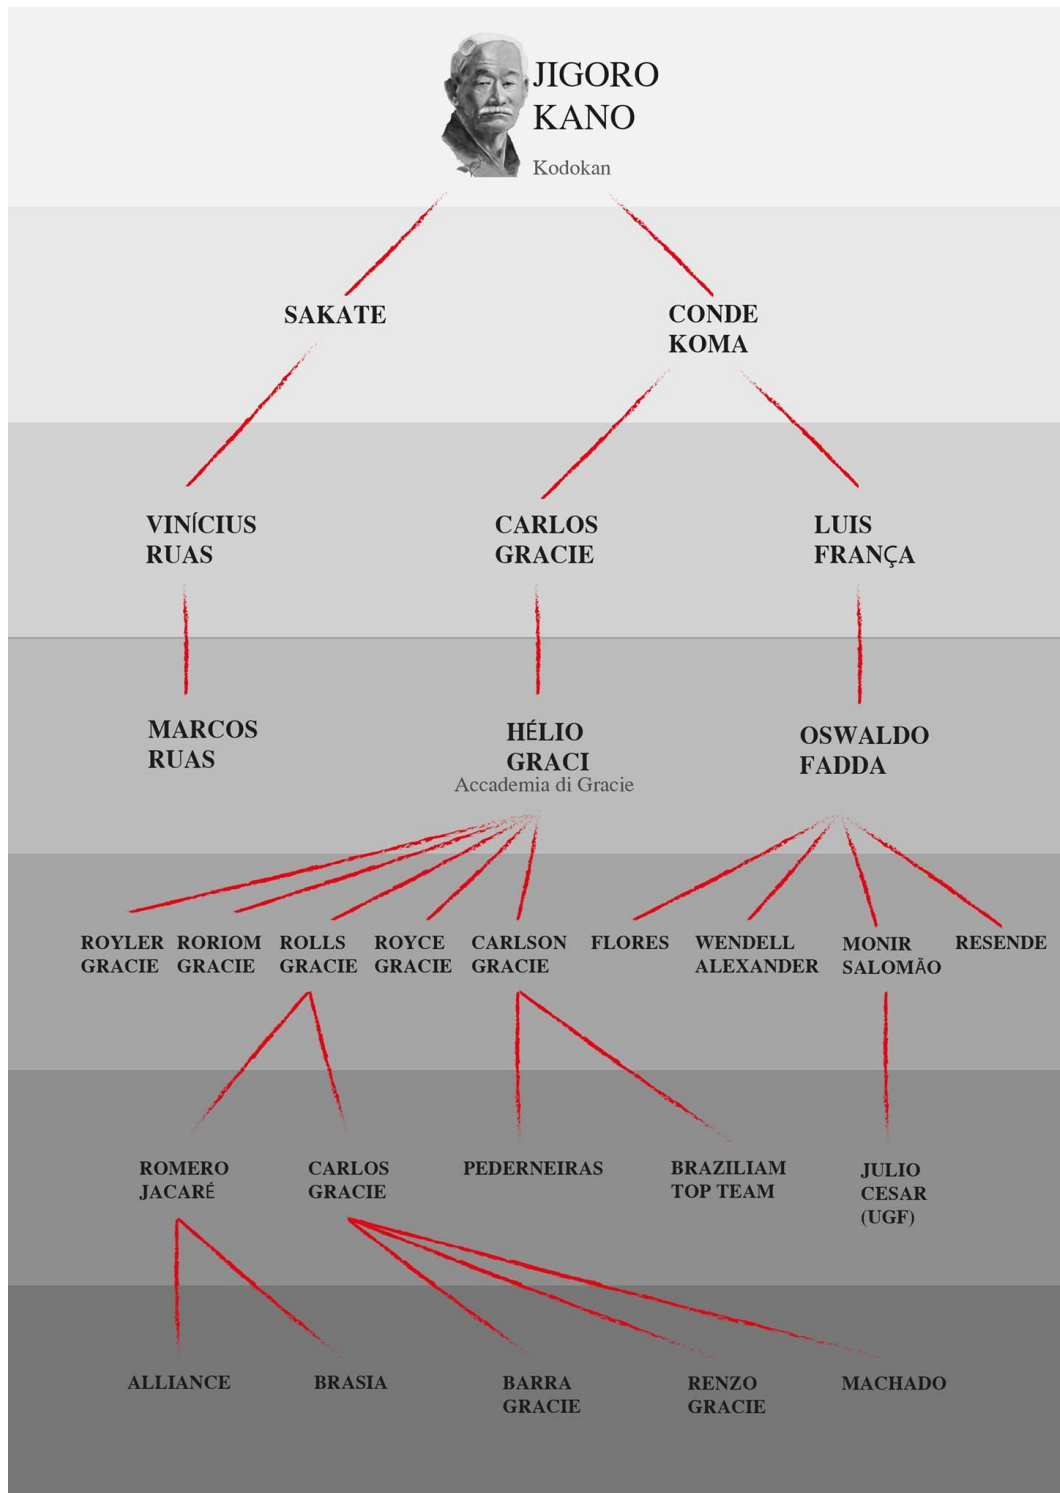 JIGORO
KANO
Kodokan
SAKATE
CONDE
KOMA
VINÍCIUS
RUAS
CARLOS
GRACIE
LUIS
FRANÇA
MARCOS
RUAS
HÉLIO
GRACI
Accademia di Gracie
OSWALDO
FADDA
ROYLER
GRACIE
RORIOM
GRACIE
ROLLS
GRACIE
ROYCE
GRACIE
CARLSON
GRACIE
FLORES
WENDELL
ALEXANDER
MONIR
SALOMÃO
RESENDE
ROMERO
JACARÉ
CARLOS
GRACIE
PEDERNEIRAS
BRAZILIAM
TOP TEAM
JULIO
CESAR
(UGF)
ALLIANCE
BRASIA
BARRA
GRACIE
RENZO
GRACIE
MACHADO